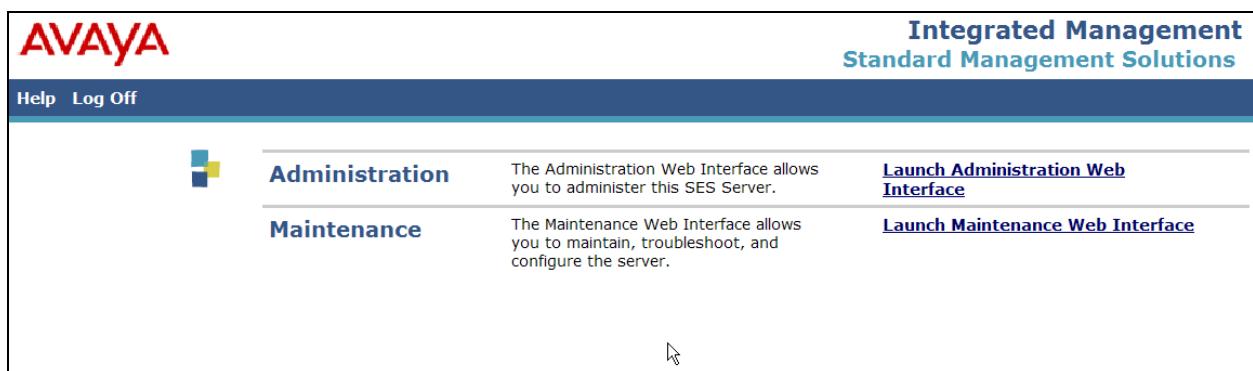 AVAYA
Integrated Management
Standard Management Solutions
Help Log Off
Administration
The Administration Web Interface allows
you to administer this SES Server.
Launch Administration Web
Interface
Maintenance
The Maintenance Web Interface allows
you to maintain, troubleshoot, and
configure the server.
Launch Maintenance Web Interface